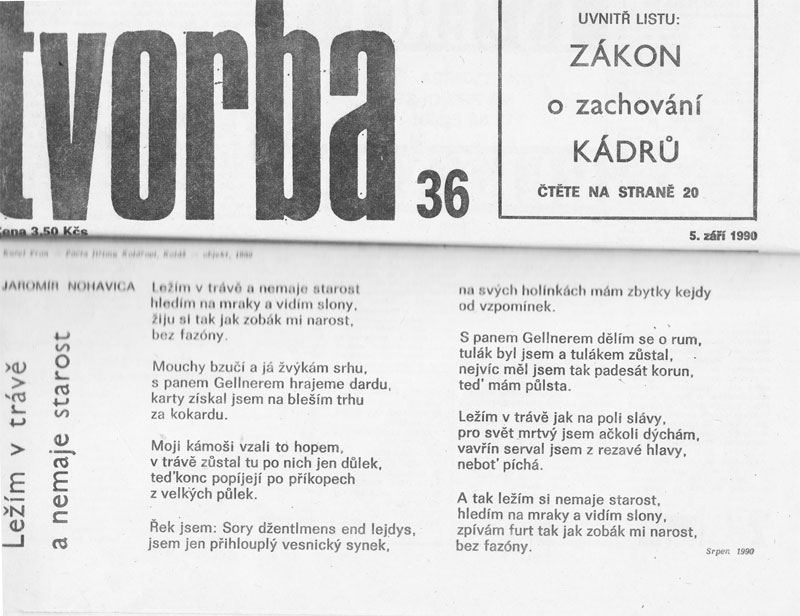 tvorba
36
UVNITŘ LISTU:
ZÁKON
o zachování
KÁDRŮ
ČTĚTE NA STRANĚ 20
Cena 3,50 Kčs
5. září 1990
JAROMÍR NOHAVICA
Ležím v trávě
a nemaje starost
Ležím v trávě a nemaje starost
hledím na mraky a vidím slony,
žiju si tak jak zobák mi narost,
bez fazóny.
Mouchy bzučí a já žvýkám srhu,
s panem Gellnerem hrajeme dardu,
karty získal jsem na bleším trhu
za kokardu.
Moji kámoši vzali to hopem,
v trávě zůstal tu po nich jen důlek,
teď konc popíjejí po příkopech
z velkých půlek.
Řek jsem: Sory džentlmens end lejdys,
jsem jen přihlouplý vesnický synek,
na svých holínkách mám zbytky kejdy
od vzpomínek.
S panem Gellnerem dělím se o rum,
tulák byl jsem a tulákem zůstal,
nejvíc měl jsem tak padesát korun,
teď mám půlsta.
Ležím v trávě jak na poli slávy,
pro svět mrtvý jsem ačkoli dýchám,
vavřín serval jsem z rezavé hlavy,
neboť píchá.
A tak ležím si nemaje starost,
hledím na mraky a vidím slony,
zpívám furt tak jak zobák mi narost,
bez fazóny.
Srpen 1990